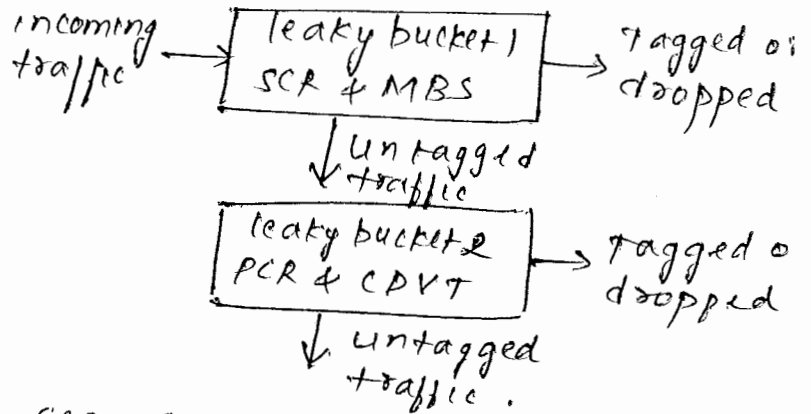 incoming
traffic
leaky bucket 1
SCR & MBS
Tagged or
dropped
untagged
traffic
leaky bucket 2
PCR & CDVT
Tagged o
dropped
untagged
traffic.